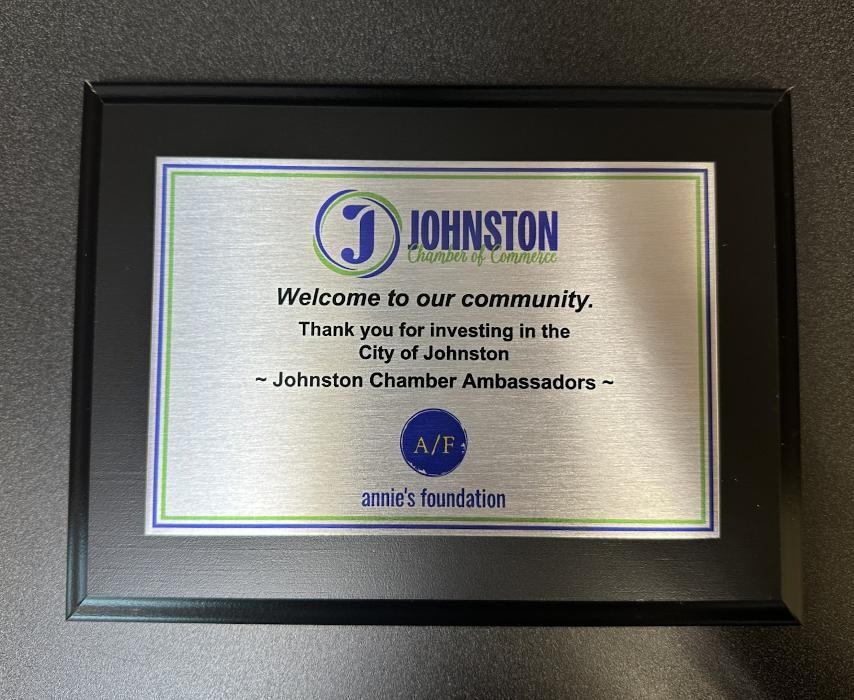 J JOHNSTON
Chamber of Commerce
Welcome to our community.
Thank you for investing in the
City of Johnston
~ Johnston Chamber Ambassadors ~
A/F
annie's foundation